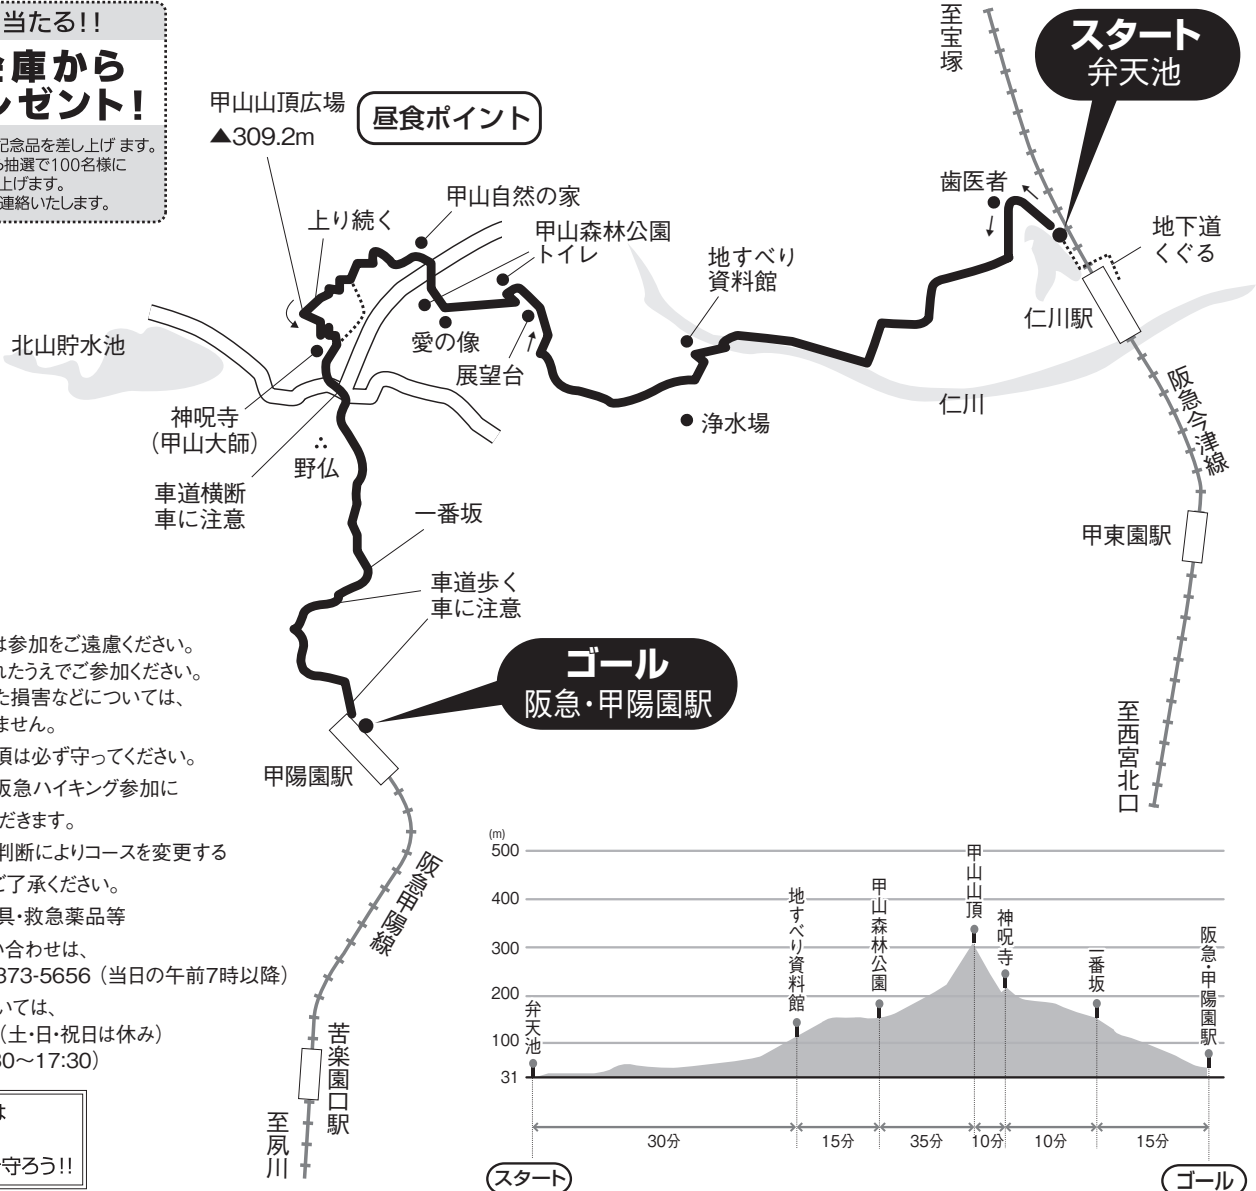 当たる!!
庫から
レゼント!
記念品を差し上げ ます。
抽選で100名様に
上げます。
連絡いたします。
至宝塚
スタート
弁天池
甲山山頂広場
▲309.2m
昼食ポイント
歯医者
甲山自然の家
上り続く
甲山森林公園
トイレ
地すべり
資料館
地下道
くぐる
仁川駅
北山貯水池
愛の像
展望台
仁川
阪急今津線
神呪寺
(甲山大師)
浄水場
野仏
車道横断
車に注意
一番坂
甲東園駅
車道歩く
車に注意
は参加をご遠慮ください。
れたうえでご参加ください。
た損害などについては、
ません。
ゴール
阪急・甲陽園駅
至西宮北口
項は必ず守ってください。
甲陽園駅
阪急ハイキング参加に
だきます。
判断によりコースを変更する
ご了承ください。
具・救急薬品等
い合わせは、
373-5656（当日の午前7時以降）
いては、
（土・日・祝日は休み）
30〜17:30）
は
守ろう!!
阪急甲陽線
苦楽園口駅
至夙川
(m)
500
400
300
200
100
31
弁天池
地すべり資料館
甲山森林公園
甲山山頂
神呪寺
一番坂
阪急・甲陽園駅
30分
15分
35分
10分
10分
15分
スタート
ゴール